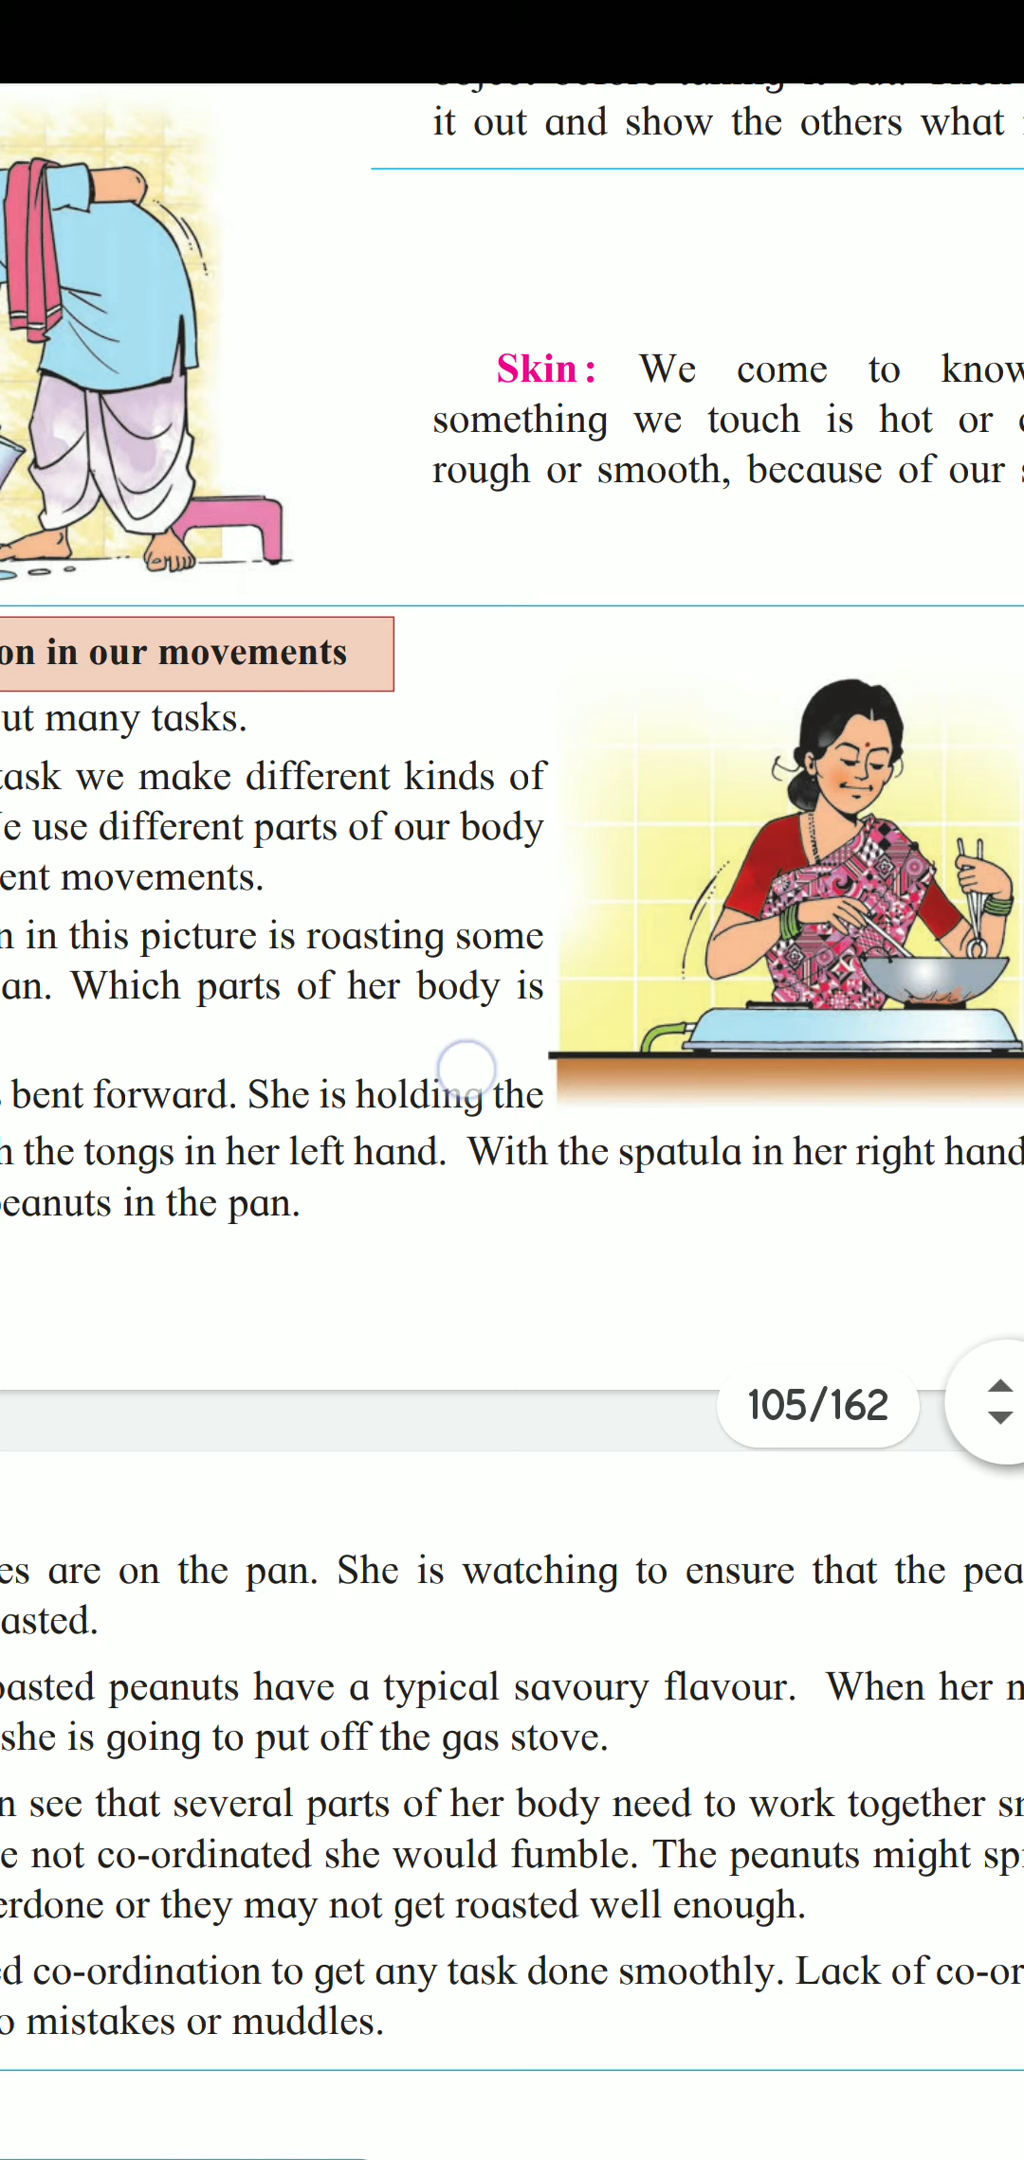 it out and show the others what
Skin : We come to know
something we touch is hot or
rough or smooth, because of our
on in our movements
ut many tasks.
task we make different kinds of
e use different parts of our body
ent movements.
n in this picture is roasting some
an. Which parts of her body is
bent forward. She is holding the
h the tongs in her left hand. With the spatula in her right hand
eanuts in the pan.
105/162
es are on the pan. She is watching to ensure that the pea
asted.
oasted peanuts have a typical savoury flavour. When her
she is going to put off the gas stove.
n see that several parts of her body need to work together
e not co-ordinated she would fumble. The peanuts might sp
erdone or they may not get roasted well enough.
ed co-ordination to get any task done smoothly. Lack of co-or
o mistakes or muddles.